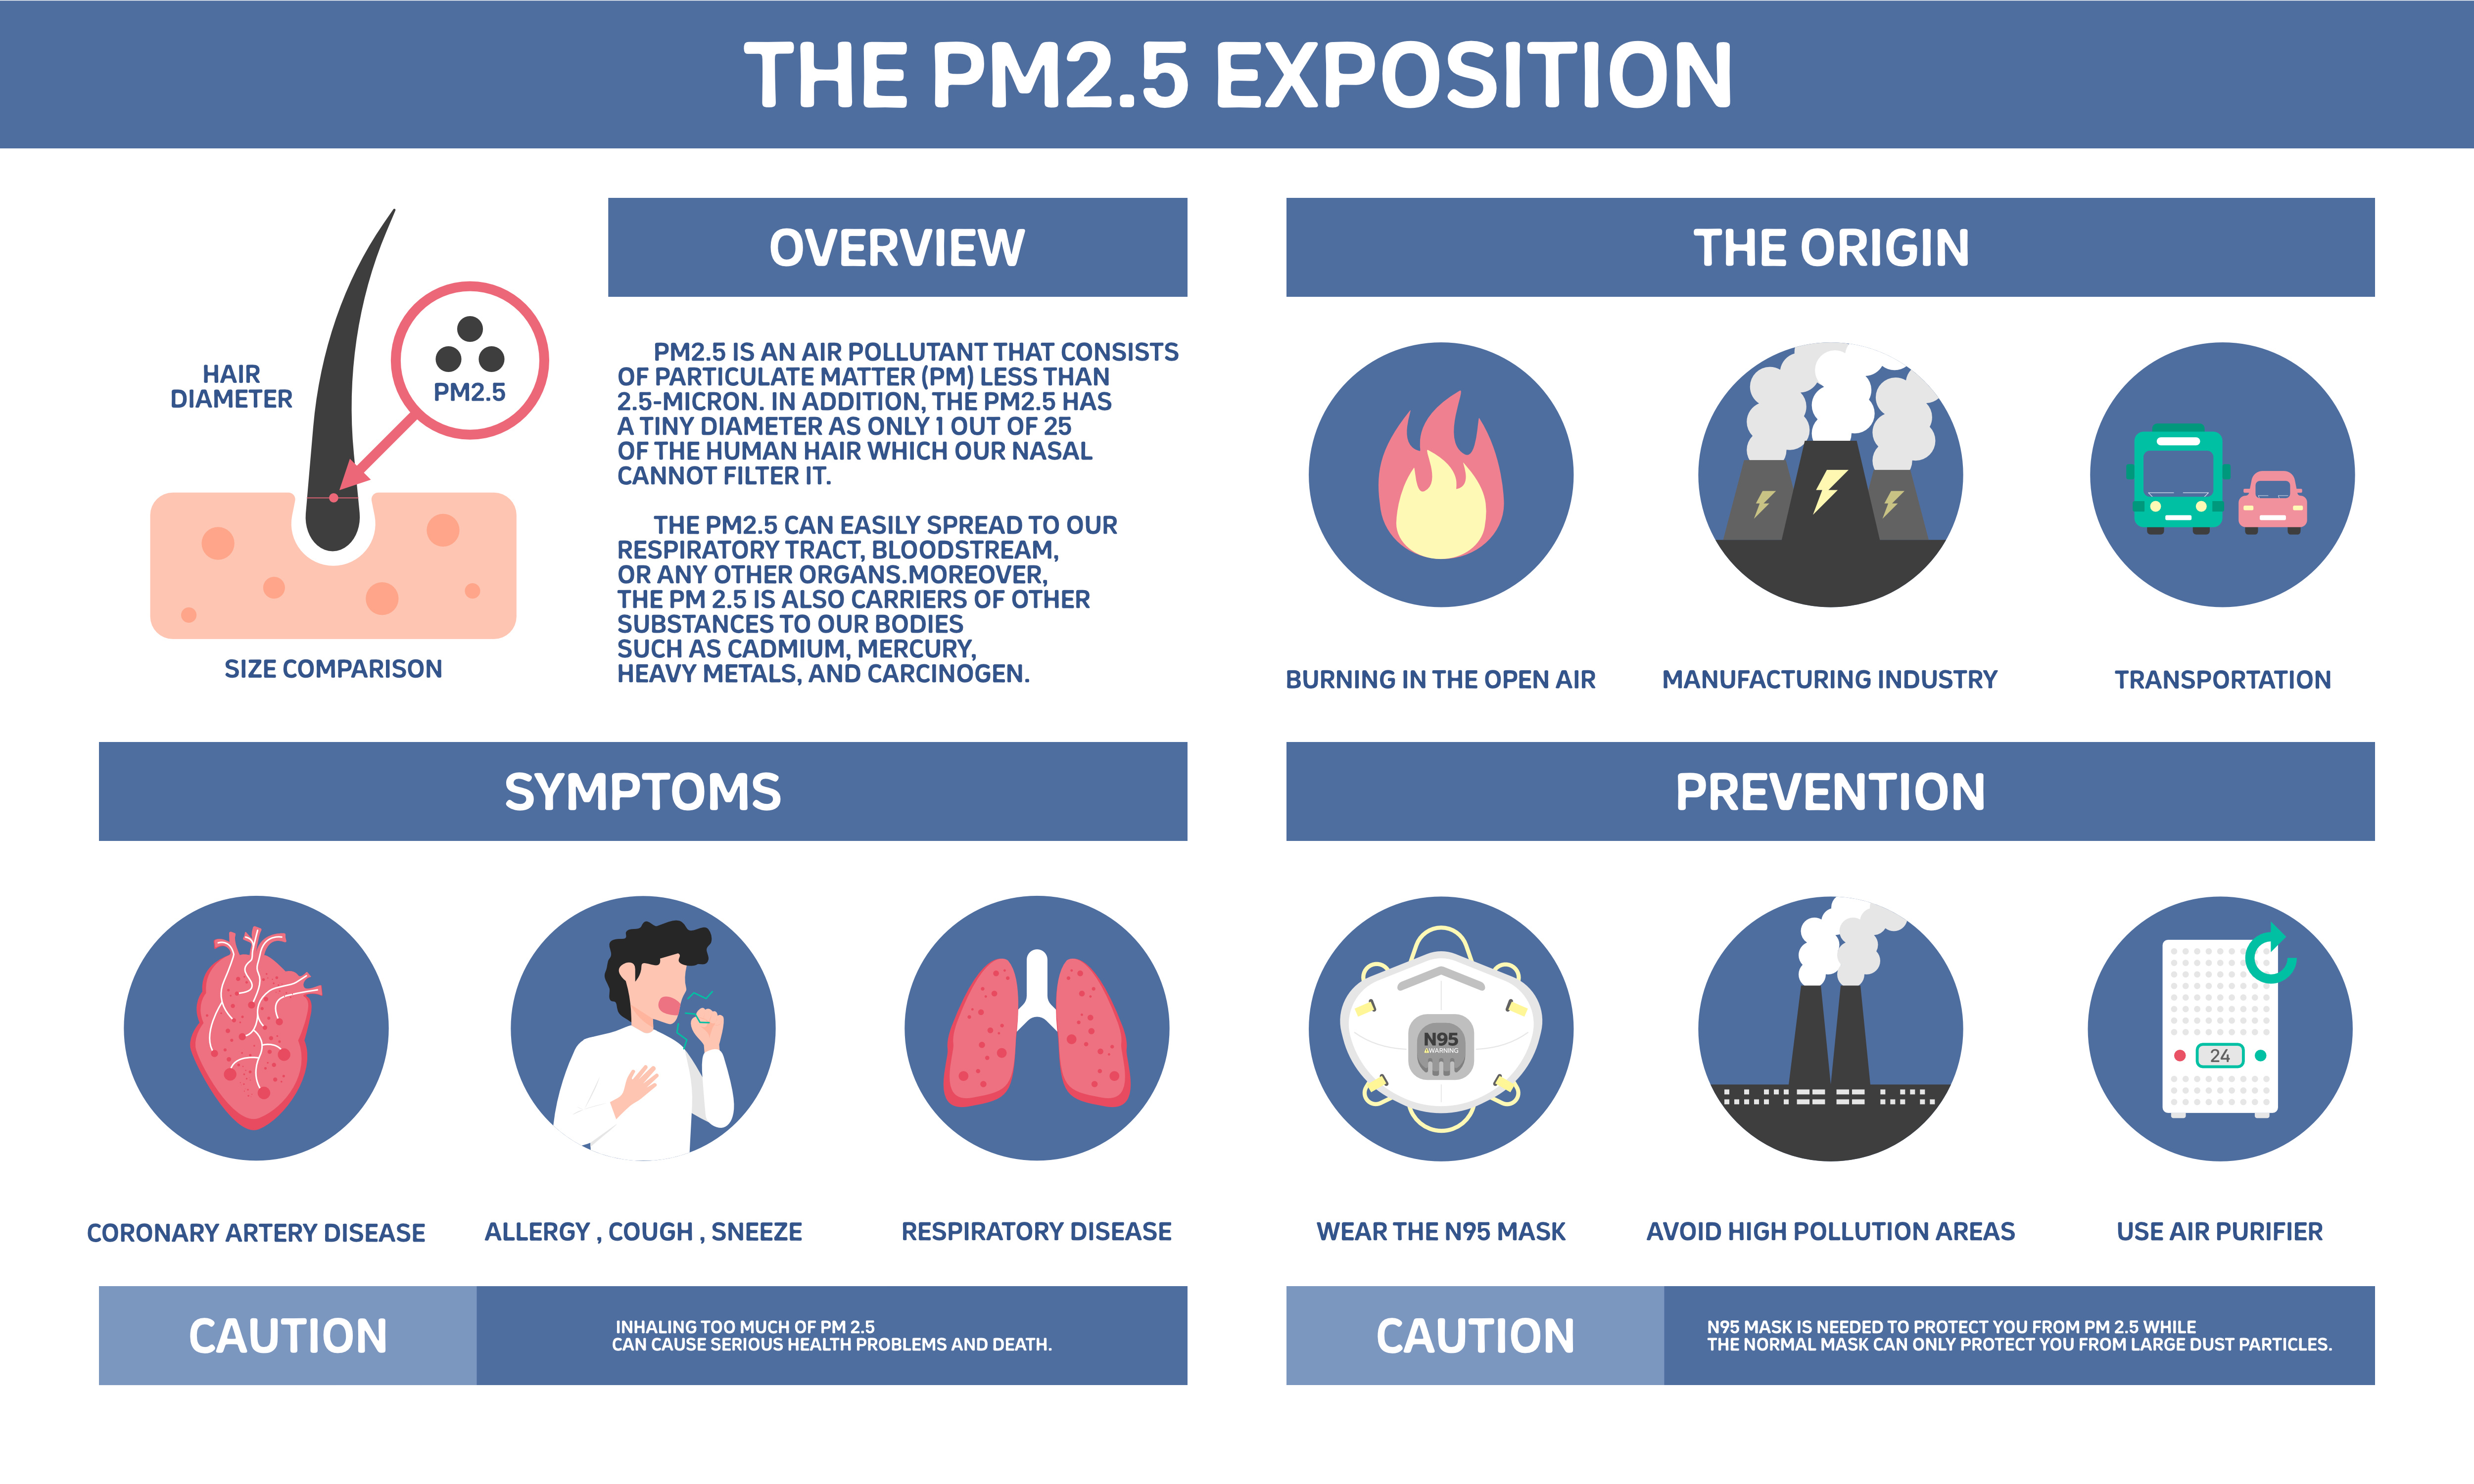 THE PM2.5 EXPOSITION
HAIR
DIAMETER
PM2.5
SIZE COMPARISON
OVERVIEW
PM2.5 IS AN AIR POLLUTANT THAT CONSISTS
OF PARTICULATE MATTER (PM) LESS THAN
2.5-MICRON. IN ADDITION, THE PM2.5 HAS
A TINY DIAMETER AS ONLY 1 OUT OF 25
OF THE HUMAN HAIR WHICH OUR NASAL
CANNOT FILTER IT.
THE PM2.5 CAN EASILY SPREAD TO OUR
RESPIRATORY TRACT, BLOODSTREAM,
OR ANY OTHER ORGANS.MOREOVER,
THE PM 2.5 IS ALSO CARRIERS OF OTHER
SUBSTANCES TO OUR BODIES
SUCH AS CADMIUM, MERCURY,
HEAVY METALS, AND CARCINOGEN.
THE ORIGIN
BURNING IN THE OPEN AIR
MANUFACTURING INDUSTRY
TRANSPORTATION
SYMPTOMS
CORONARY ARTERY DISEASE
ALLERGY , COUGH , SNEEZE
RESPIRATORY DISEASE
CAUTION
INHALING TOO MUCH OF PM 2.5
CAN CAUSE SERIOUS HEALTH PROBLEMS AND DEATH.
PREVENTION
N95
WARNING
24
WEAR THE N95 MASK
AVOID HIGH POLLUTION AREAS
USE AIR PURIFIER
CAUTION
N95 MASK IS NEEDED TO PROTECT YOU FROM PM 2.5 WHILE
THE NORMAL MASK CAN ONLY PROTECT YOU FROM LARGE DUST PARTICLES.